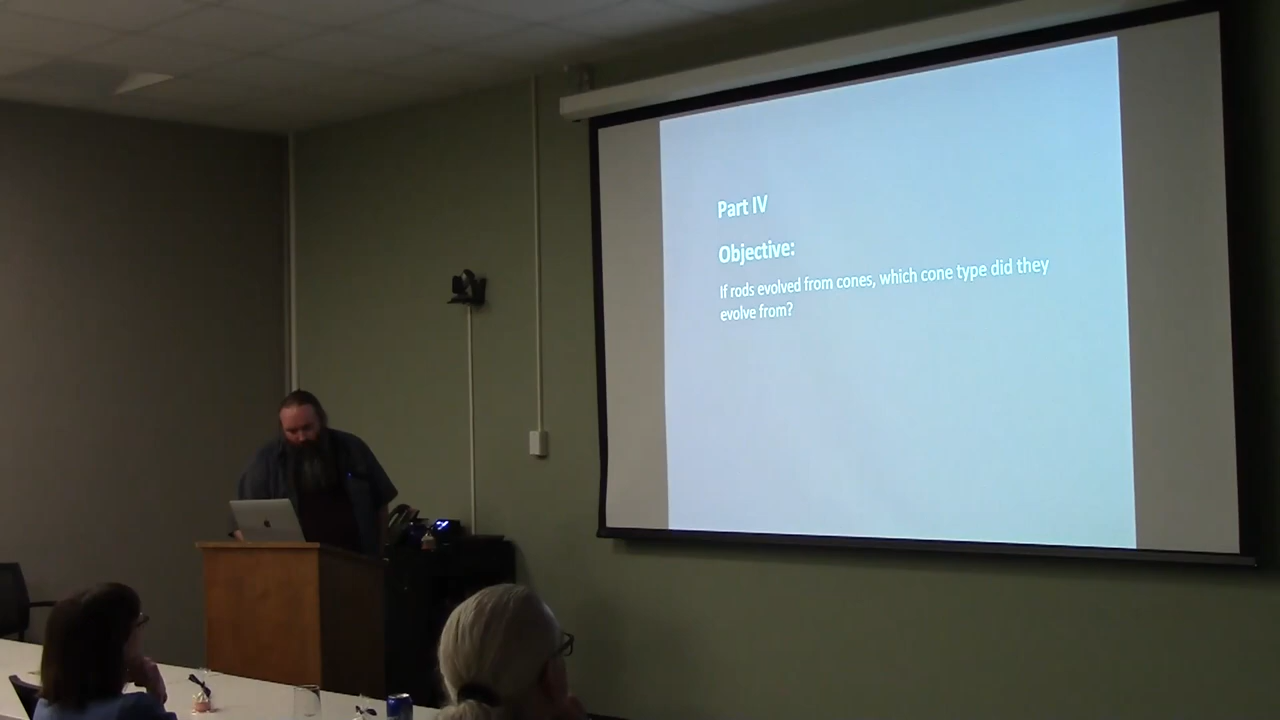 Part IV
Objective:
If rods evolved from cones, which cone type did they
evolve from?